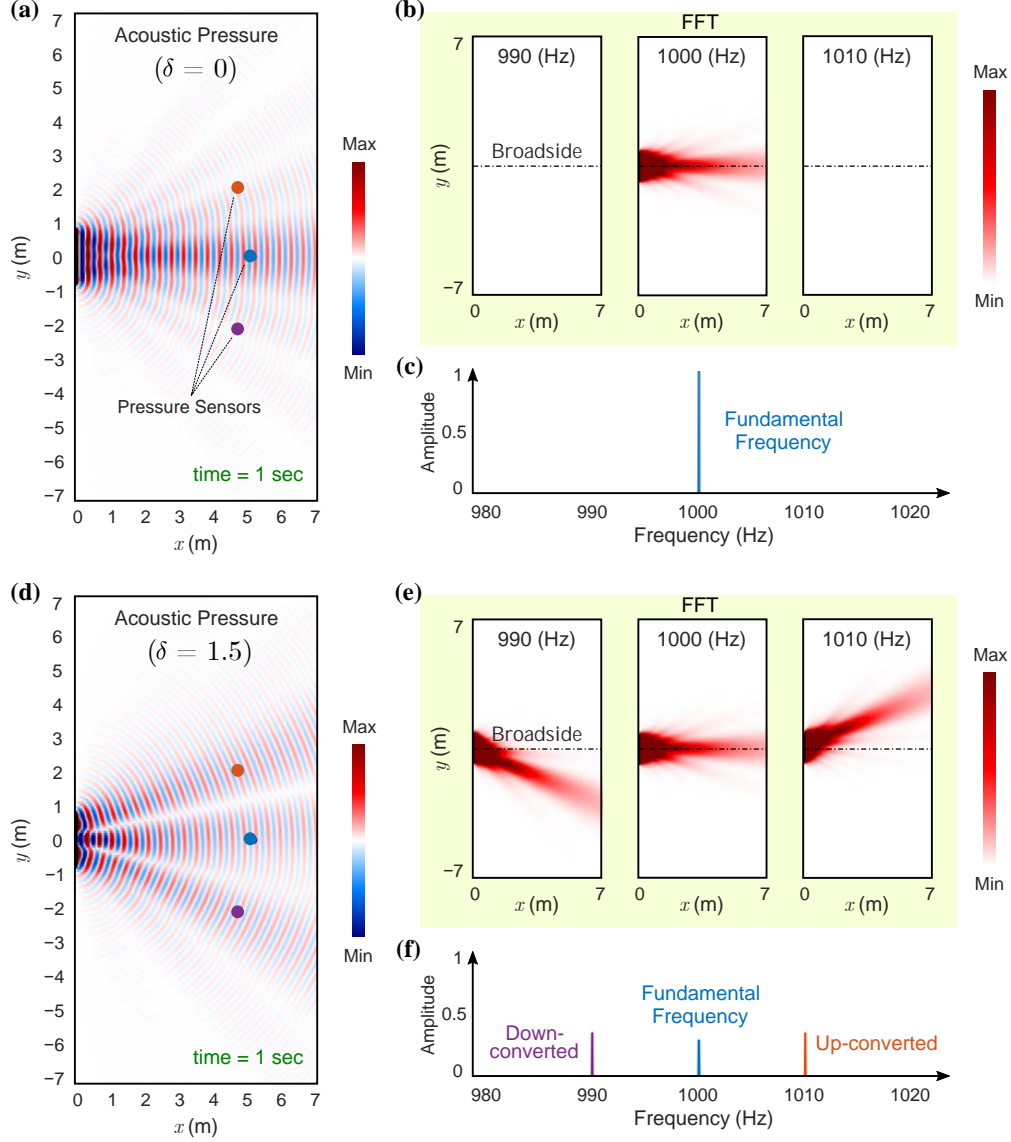 (a)
Acoustic Pressure
(δ = 0)
7
6
5
4
3
2
1
0
−1
−2
−3
−4
−5
−6
−7
y (m)
Pressure Sensors
time = 1 sec
0 1 2 3 4 5 6 7
x (m)
Max
Min
(b)
FFT
7
−7
y (m)
990 (Hz)
Broadside
0 7
x (m)
1000 (Hz)
0 7
x (m)
1010 (Hz)
0 7
x (m)
Max
Min
(c)
Amplitude
1
0.5
0
Fundamental
Frequency
980 990 1000 1010 1020
Frequency (Hz)
(d)
Acoustic Pressure
(δ = 1.5)
7
6
5
4
3
2
1
0
−1
−2
−3
−4
−5
−6
−7
y (m)
time = 1 sec
0 1 2 3 4 5 6 7
x (m)
Max
Min
(e)
FFT
7
−7
y (m)
990 (Hz)
Broadside
0 7
x (m)
1000 (Hz)
0 7
x (m)
1010 (Hz)
0 7
x (m)
Max
Min
(f)
Amplitude
1
0.5
0
Down-
converted
Fundamental
Frequency
Up-converted
980 990 1000 1010 1020
Frequency (Hz)